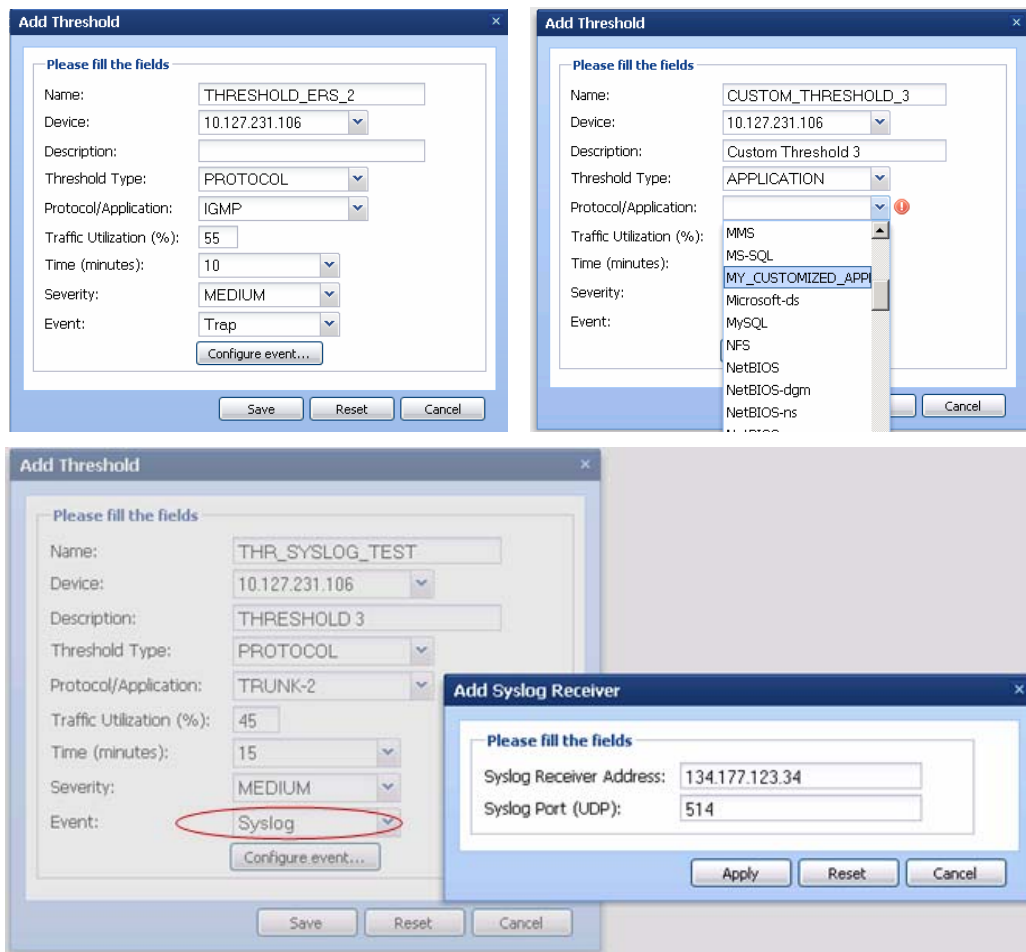 Add Threshold
Please fill the fields
Name: THRESHOLD_ERS_2
Device: 10.127.231.106
Description:
Threshold Type: PROTOCOL
Protocol/Application: IGMP
Traffic Utilization (%): 55
Time (minutes): 10
Severity: MEDIUM
Event: Trap
Configure event...
Save Reset Cancel
Add Threshold
Please fill the fields
Name: CUSTOM_THRESHOLD_3
Device: 10.127.231.106
Description: Custom Threshold 3
Threshold Type: APPLICATION
Protocol/Application:
Traffic Utilization (%):
Time (minutes):
Severity:
Event:
MMS
MS-SQL
MY_CUSTOMIZED_APPL
Microsoft-ds
MySQL
NFS
NetBIOS
NetBIOS-dgm
NetBIOS-ns
Cancel
Add Threshold
Please fill the fields
Name: THR_SYSLOG_TEST
Device: 10.127.231.106
Description: THRESHOLD 3
Threshold Type: PROTOCOL
Protocol/Application: TRUNK-2
Traffic Utilization (%): 45
Time (minutes): 15
Severity: MEDIUM
Event: Syslog
Configure event...
Save Reset Cancel
Add Syslog Receiver
Please fill the fields
Syslog Receiver Address: 134.177.123.34
Syslog Port (UDP): 514
Apply Reset Cancel